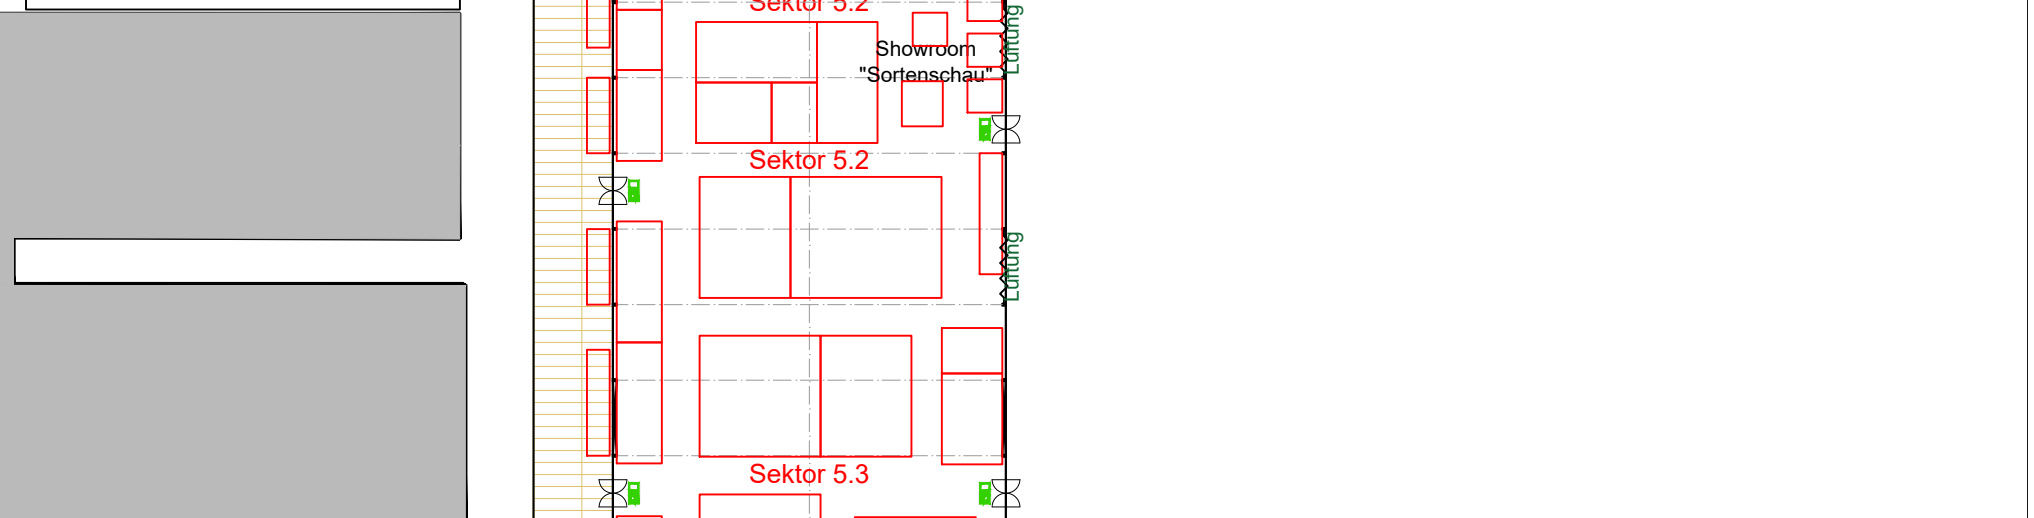 Sektor 5.2
Lüftung
Showroom
"Sortenschau"
Sektor 5.2
Lüftung
Sektor 5.3